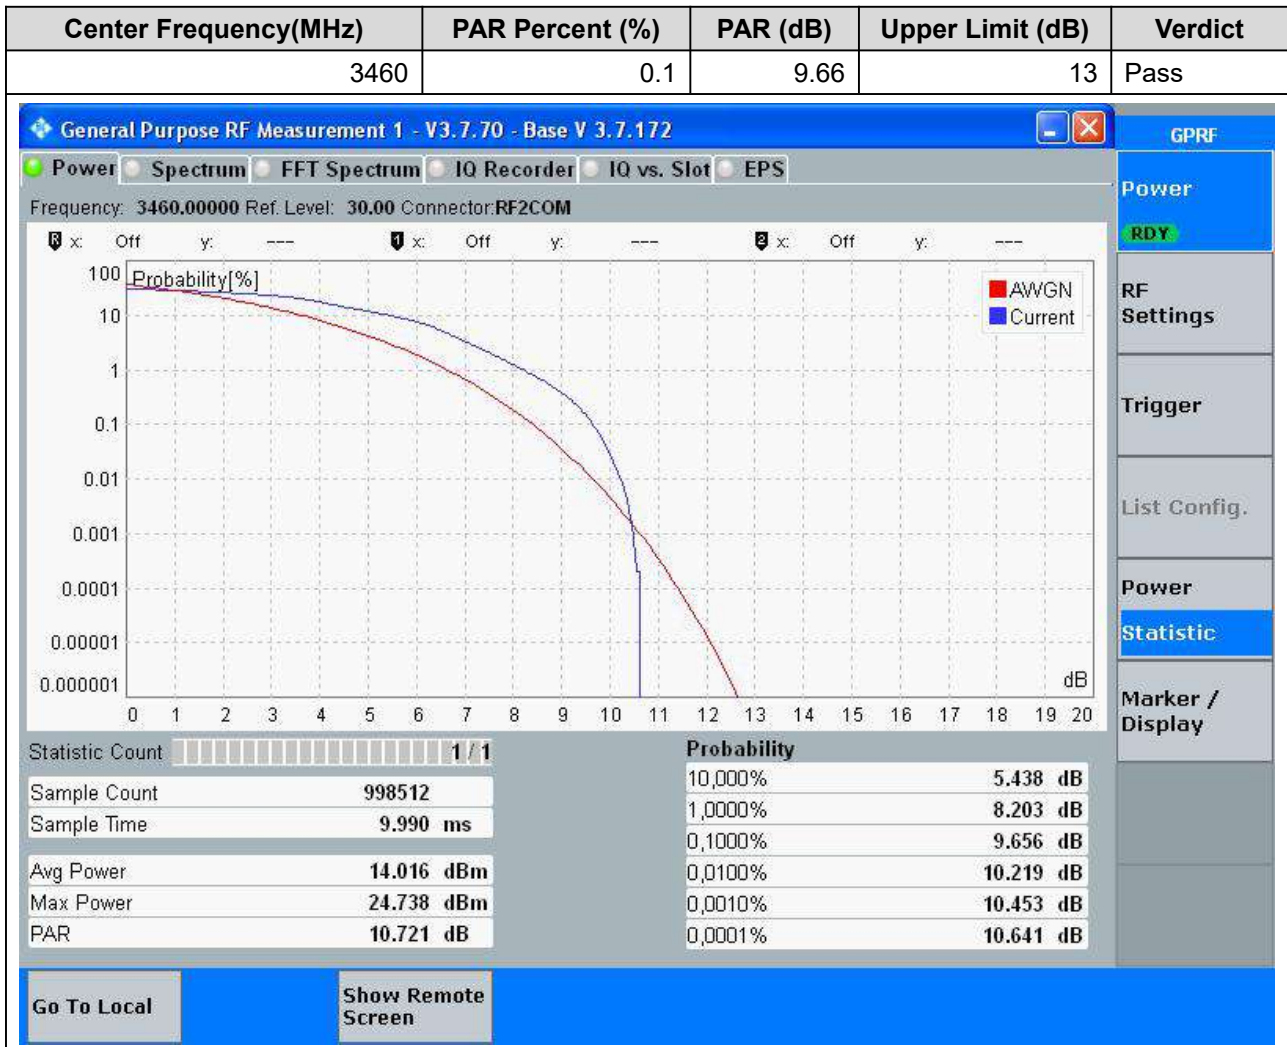 Center Frequency(MHz) PAR Percent (%) PAR (dB) Upper Limit (dB) Verdict
3460 0.1 9.66 13 Pass
General Purpose RF Measurement 1 - V3.7.70 - Base V 3.7.172
GPRF
Power Spectrum FFT Spectrum IQ Recorder IQ vs. Slot EPS
Frequency: 3460.00000 Ref. Level: 30.00 Connector:RF2COM
R x: Off y: --- 1 x: Off y: --- 2 x: Off y: ---
Probability[%]
100
10
1
0.1
0.01
0.001
0.0001
0.00001
0.000001
AWGN
Current
dB
0 1 2 3 4 5 6 7 8 9 10 11 12 13 14 15 16 17 18 19 20
Statistic Count 1 / 1
Sample Count 998512
Sample Time 9.990 ms
Avg Power 14.016 dBm
Max Power 24.738 dBm
PAR 10.721 dB
Probability
10,000% 5.438 dB
1,0000% 8.203 dB
0,1000% 9.656 dB
0,0100% 10.219 dB
0,0010% 10.453 dB
0,0001% 10.641 dB
Power
RDY
RF
Settings
Trigger
List Config.
Power
Statistic
Marker /
Display
Go To Local
Show Remote
Screen